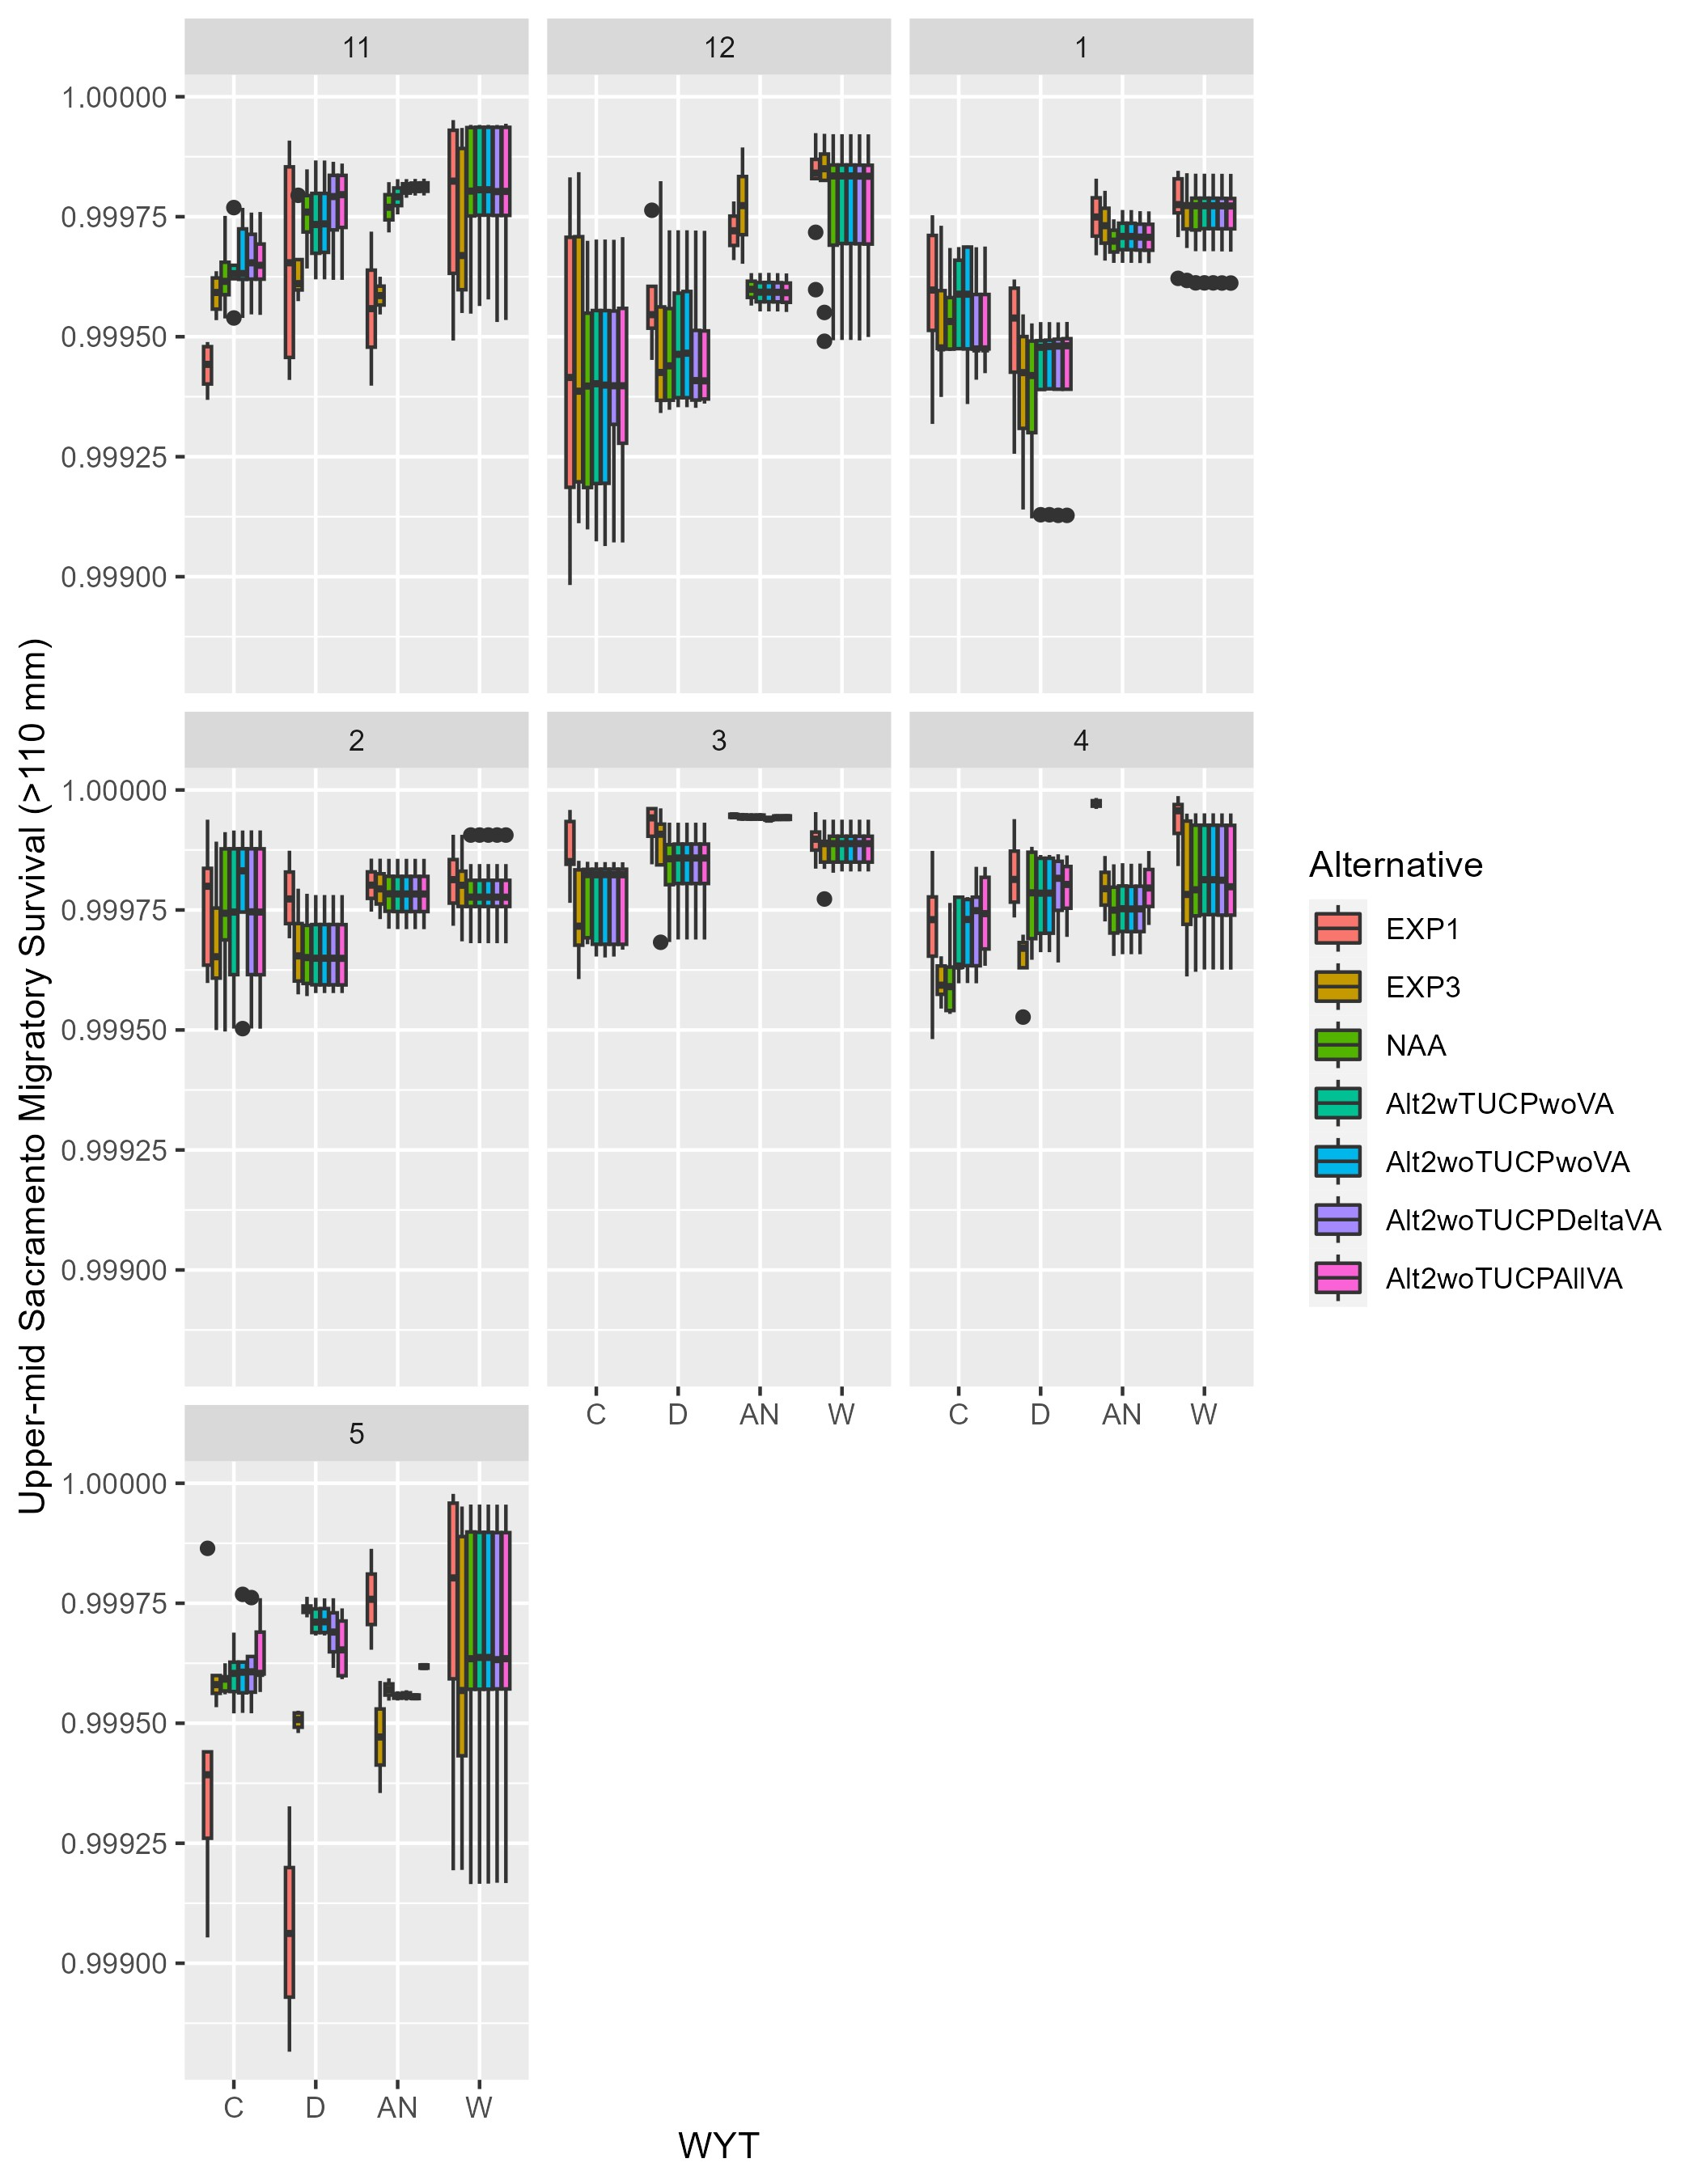 Upper-mid Sacramento Migratory Survival (>110 mm)
11
12
1
1.00000
0.99975
0.99950
0.99925
0.99900
2
3
4
1.00000
0.99975
0.99950
0.99925
0.99900
C D AN W
C D AN W
5
1.00000
0.99975
0.99950
0.99925
0.99900
C D AN W
WYT
Alternative
EXP1
EXP3
NAA
Alt2wTUCPwoVA
Alt2woTUCPwoVA
Alt2woTUCPDeltaVA
Alt2woTUCPAllVA